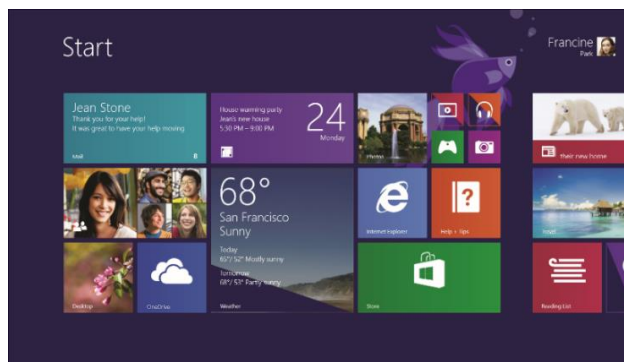 Start
Francine
Park
Jean Stone
Thank you for your help!
It was great to have your help moving
Mail
8
House warming party
Jean's new house
5:30 PM – 9:00 PM
24
Monday
Photos
their new home
68°
San Francisco
Sunny
Today
65°/ 52° Mostly sunny
Tomorrow
68°/ 53° Partly sunny
Weather
Internet Explorer
Help + Tips
Travel
Desktop
OneDrive
Store
Reading List